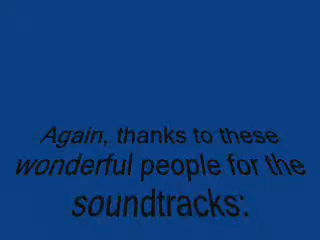 Again, thanks to these
wonderful people for the
soundtracks: